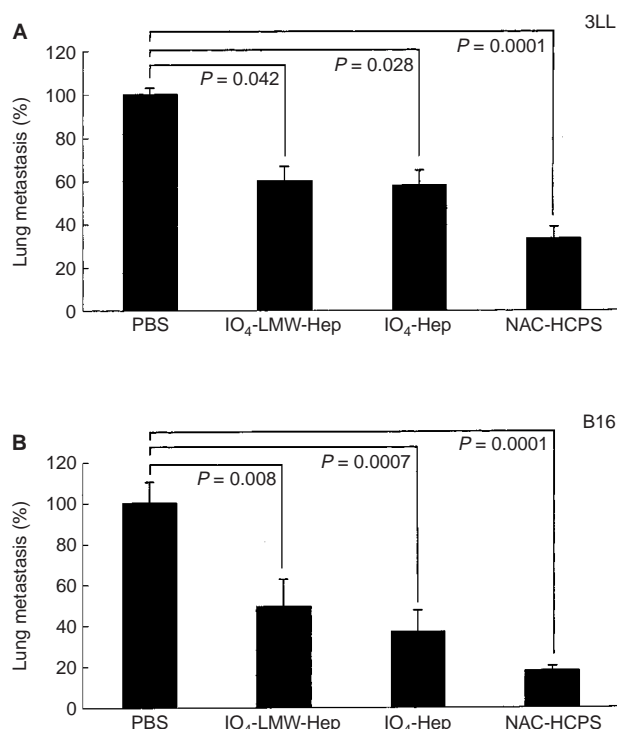 A
3LL
P = 0.0001
P = 0.028
P = 0.042
Lung metastasis (%)
120
100
80
60
40
20
0
PBS IO4-LMW-Hep IO4-Hep NAC-HCPS
B
B16
P = 0.0001
P = 0.0007
P = 0.008
Lung metastasis (%)
120
100
80
60
40
20
0
PBS IO4-LMW-Hep IO4-Hep NAC-HCPS